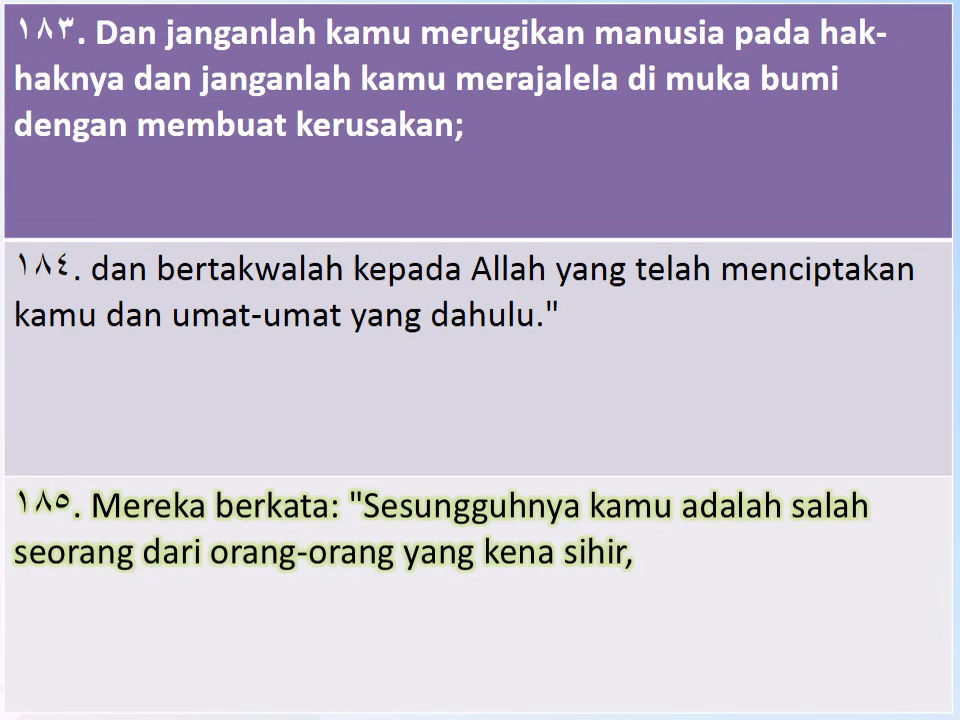 ١٨٣. Dan janganlah kamu merugikan manusia pada hak-
haknya dan janganlah kamu merajalela di muka bumi
dengan membuat kerusakan;
١٨٤. dan bertakwalah kepada Allah yang telah menciptakan
kamu dan umat-umat yang dahulu."
١٨٥. Mereka berkata: "Sesungguhnya kamu adalah salah
seorang dari orang-orang yang kena sihir,